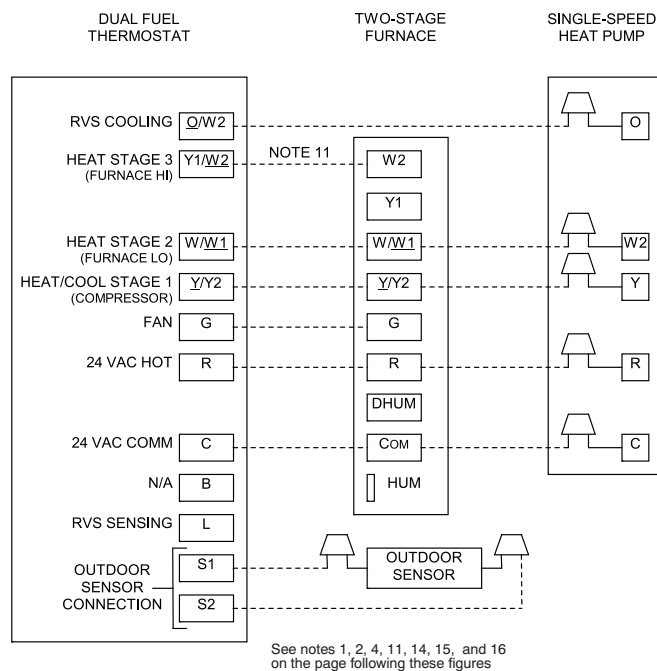 DUAL FUEL
THERMOSTAT
TWO-STAGE
FURNACE
SINGLE-SPEED
HEAT PUMP
RVS COOLING O/W2 O
HEAT STAGE 3 Y1/W2 NOTE 11 W2
(FURNACE HI)
Y1
HEAT STAGE 2 W/W1 W/W1 W2
(FURNACE LO)
HEAT/COOL STAGE 1 Y/Y2 Y/Y2 Y
(COMPRESSOR)
FAN G G
24 VAC HOT R R R
DHUM
24 VAC COMM C COM C
N/A B HUM
RVS SENSING L
OUTDOOR
SENSOR
CONNECTION
S1
S2
OUTDOOR
SENSOR
See notes 1, 2, 4, 11, 14, 15, and 16
on the page following these figures